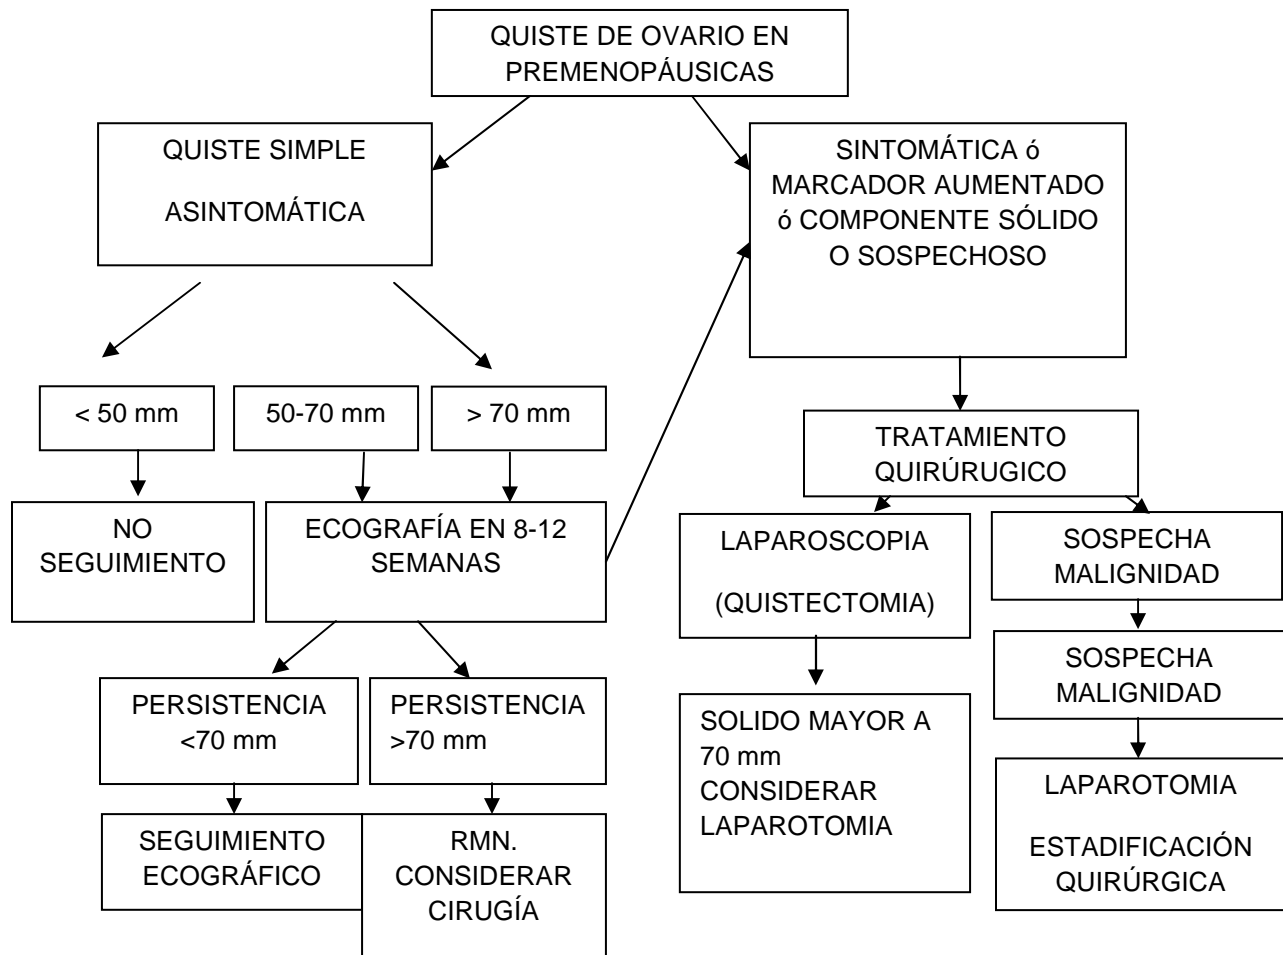 QUISTE DE OVARIO EN
PREMENOPÁUSICAS
QUISTE SIMPLE
ASINTOMÁTICA
SINTOMÁTICA ó
MARCADOR AUMENTADO
ó COMPONENTE SÓLIDO
O SOSPECHOSO
< 50 mm
50-70 mm
> 70 mm
TRATAMIENTO
QUIRÚRUGICO
NO
SEGUIMIENTO
ECOGRAFÍA EN 8-12
SEMANAS
LAPAROSCOPIA
(QUISTECTOMIA)
SOSPECHA
MALIGNIDAD
SOSPECHA
MALIGNIDAD
PERSISTENCIA
<70 mm
PERSISTENCIA
>70 mm
SOLIDO MAYOR A
70 mm
CONSIDERAR
LAPAROTOMIA
LAPAROTOMIA
ESTADIFICACIÓN
QUIRÚRGICA
SEGUIMIENTO
ECOGRÁFICO
RMN.
CONSIDERAR
CIRUGÍA